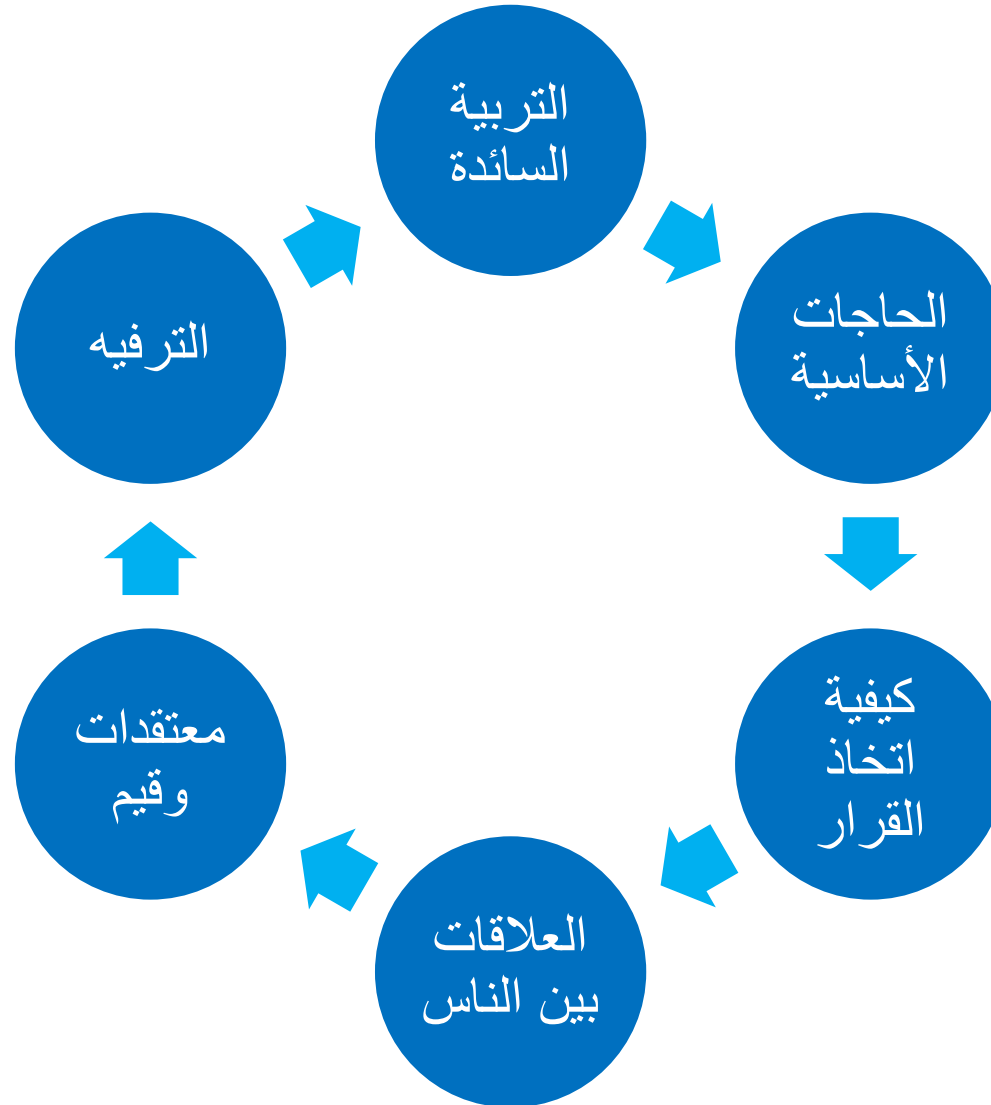 التربية
السائدة
الحاجات
الأساسية
كيفية
اتخاذ
القرار
العلاقات
بين الناس
معتقدات
وقيم
الترفيه